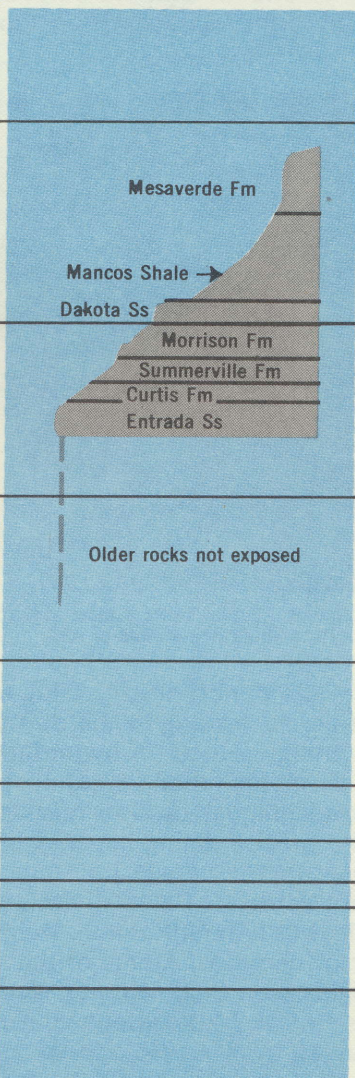 Mesaverde Fm
Mancos Shale
Dakota Ss
Morrison Fm
Summerville Fm
Curtis Fm
Entrada Ss
Older rocks not exposed